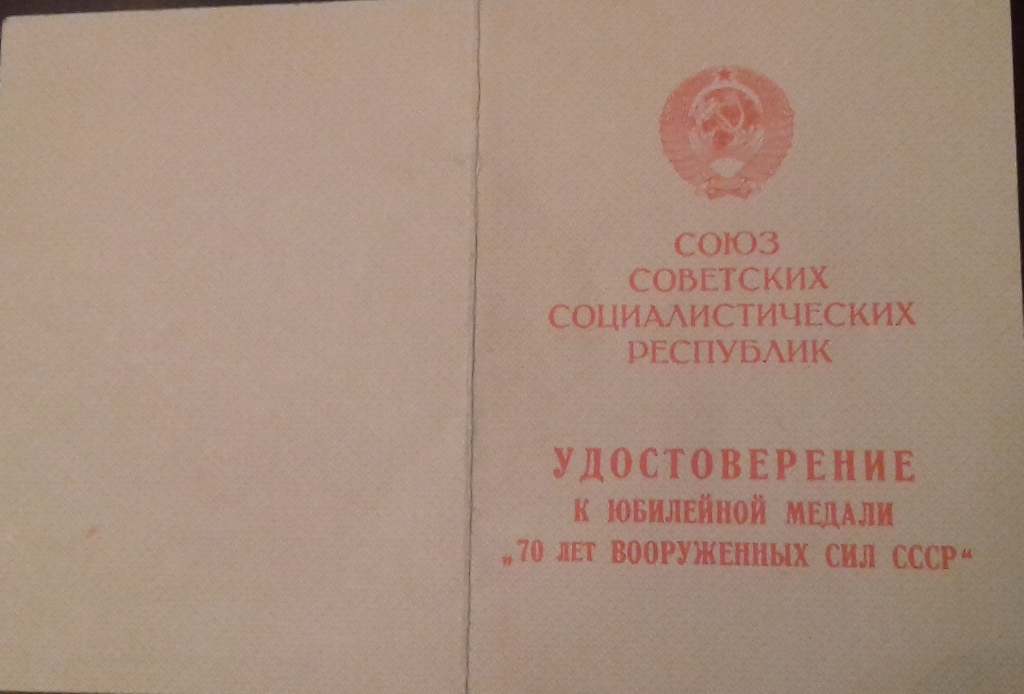 СОЮЗ
СОВЕТСКИХ
СОЦИАЛИСТИЧЕСКИХ
РЕСПУБЛИК
УДОСТОВЕРЕНИЕ
К ЮБИЛЕЙНОЙ МЕДАЛИ
„70 ЛЕТ ВООРУЖЕННЫХ СИЛ СССР“